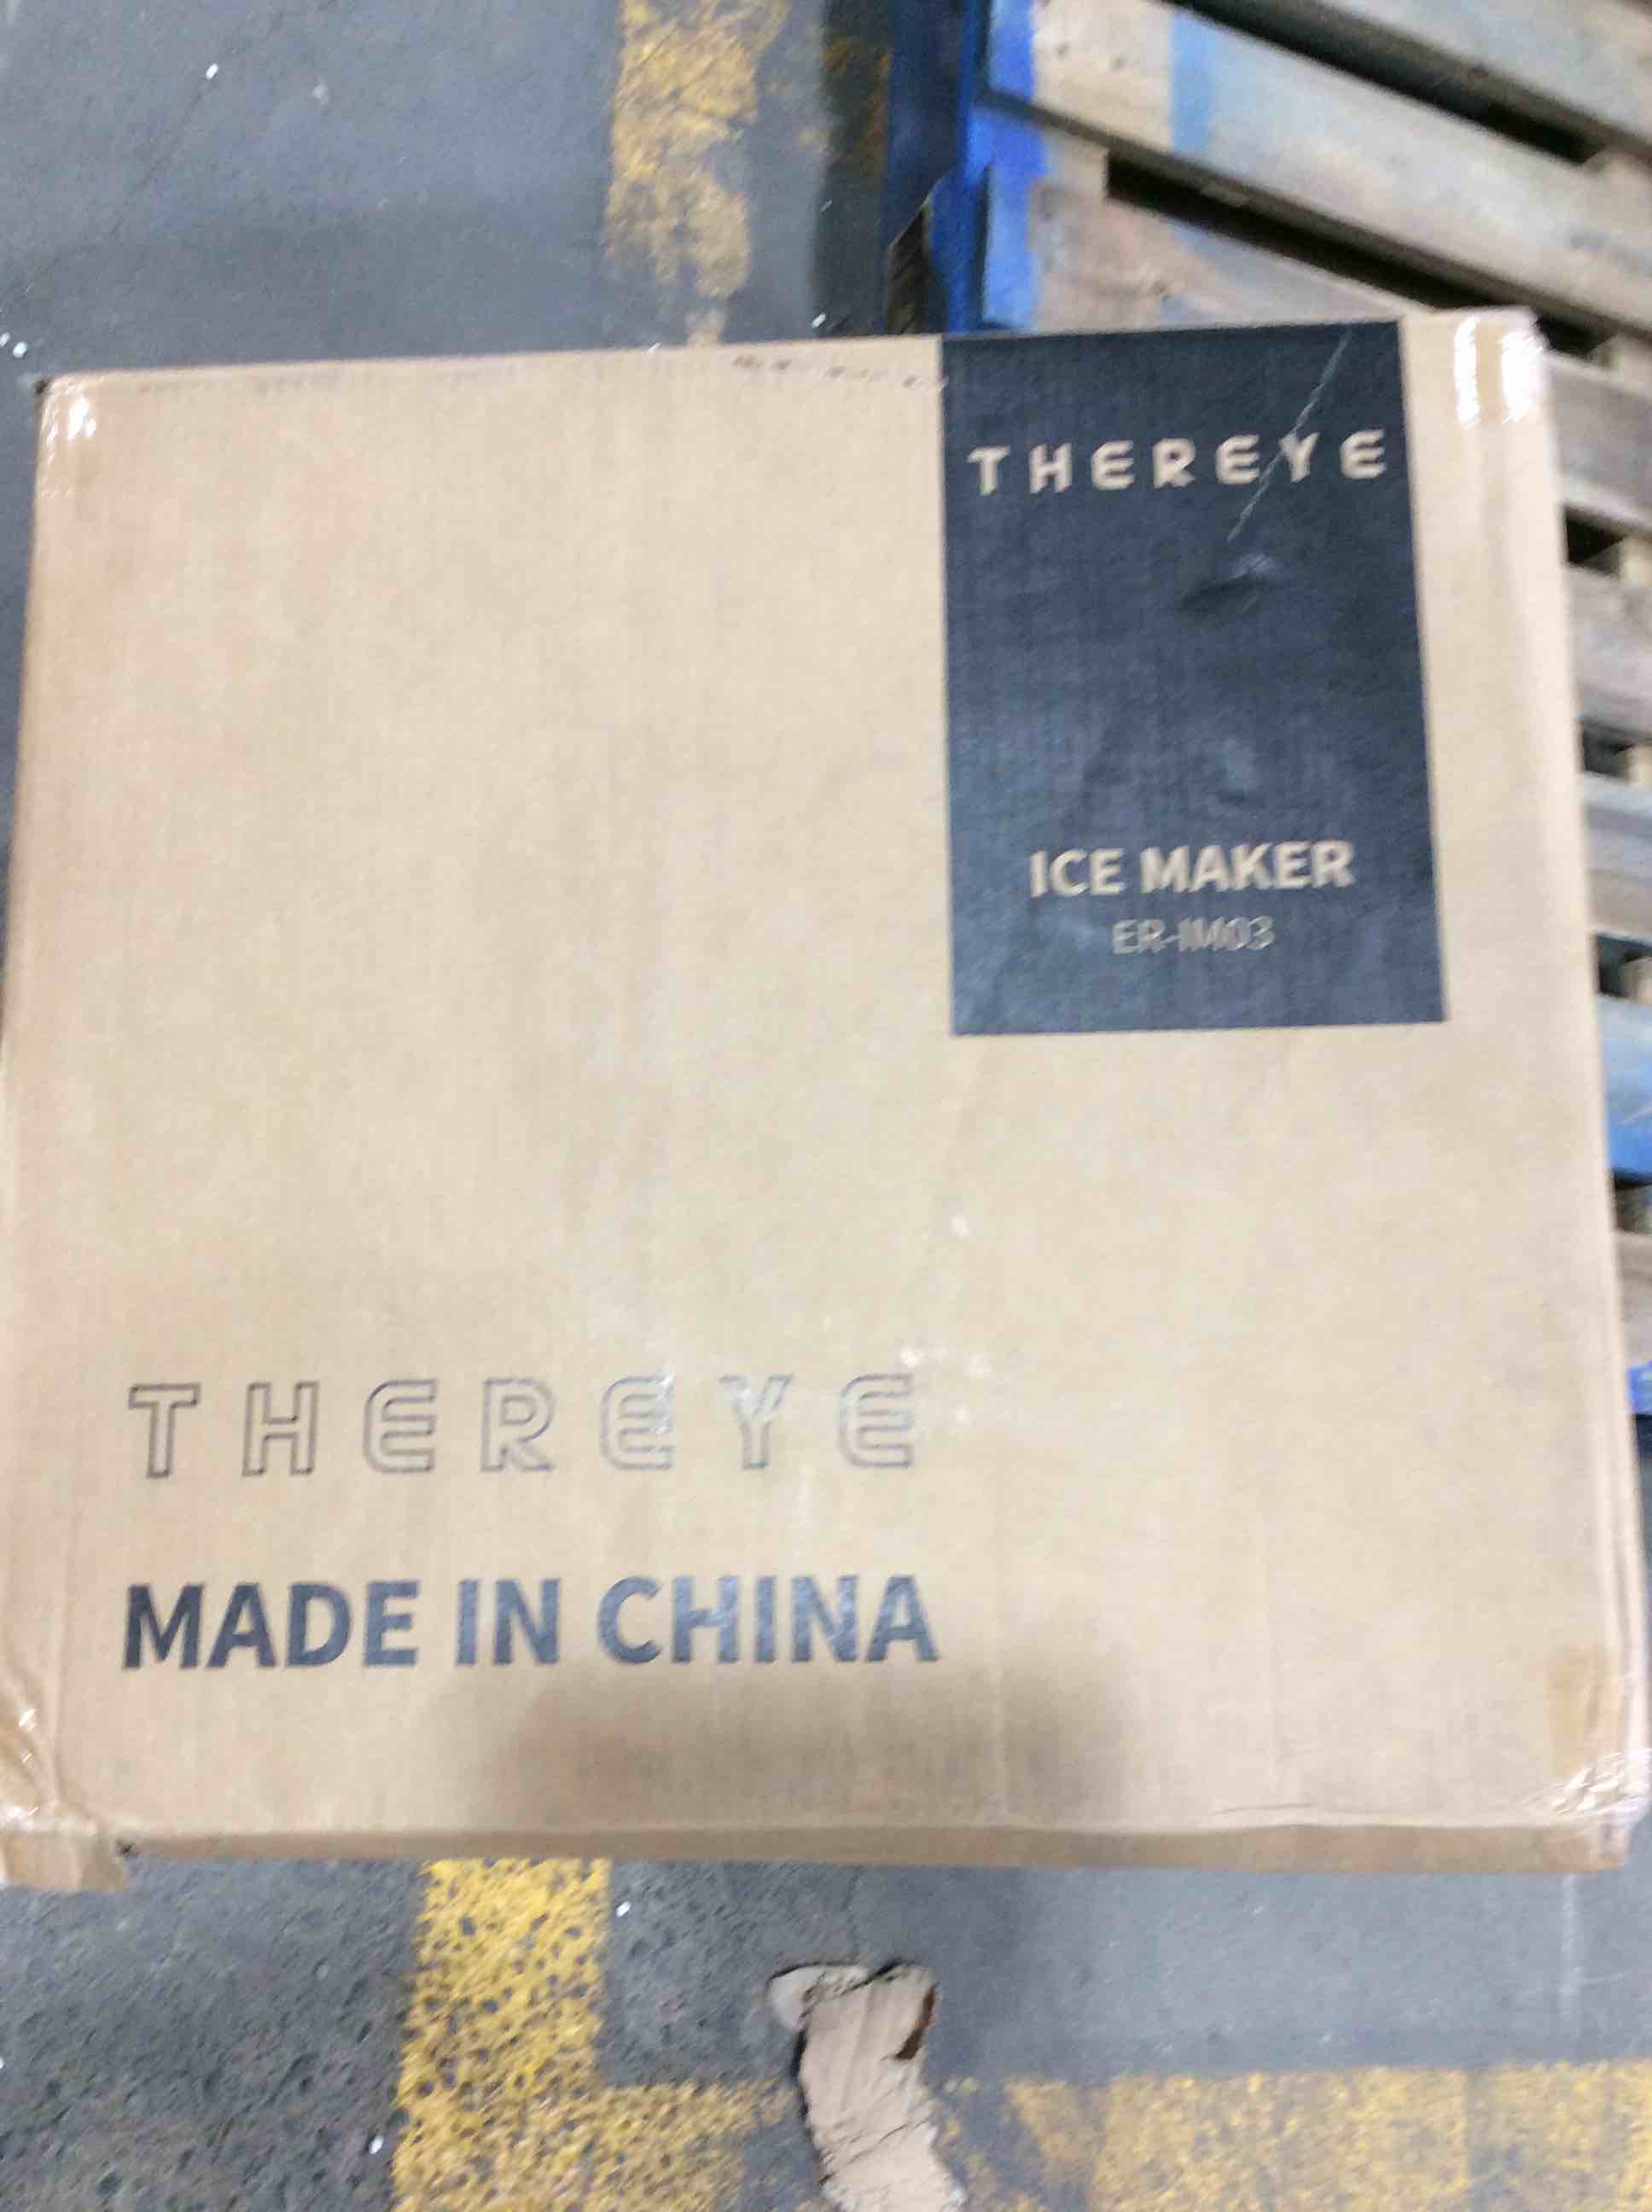 THEREYE
ICE MAKER
ER-IM03
THEREYE
MADE IN CHINA